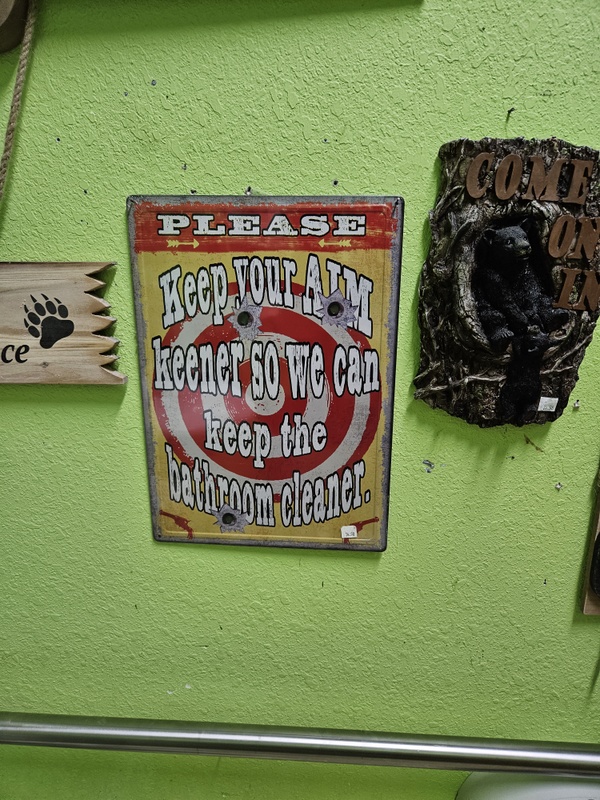 PLEASE
Keep your AIM
keener so we can
keep the
bathroom cleaner.
ce
COME
ON
IN